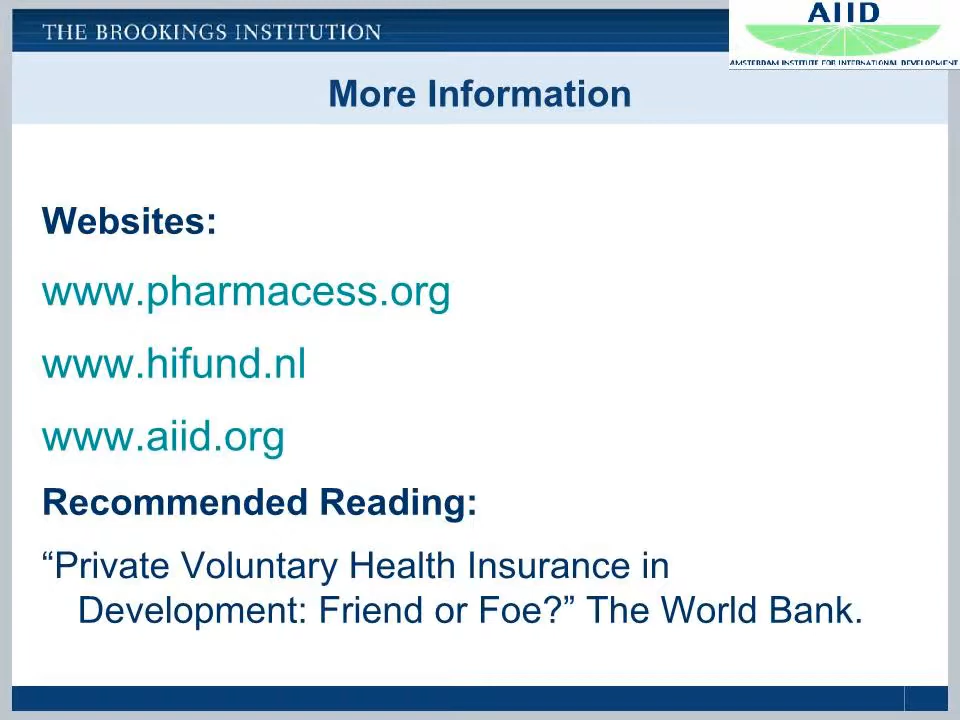 THE BROOKINGS INSTITUTION
AIID
AMSTERDAM INSTITUTE FOR INTERNATIONAL DEVELOPMENT
More Information
Websites:
www.pharmacess.org
www.hifund.nl
www.aiid.org
Recommended Reading:
“Private Voluntary Health Insurance in
Development: Friend or Foe?” The World Bank.